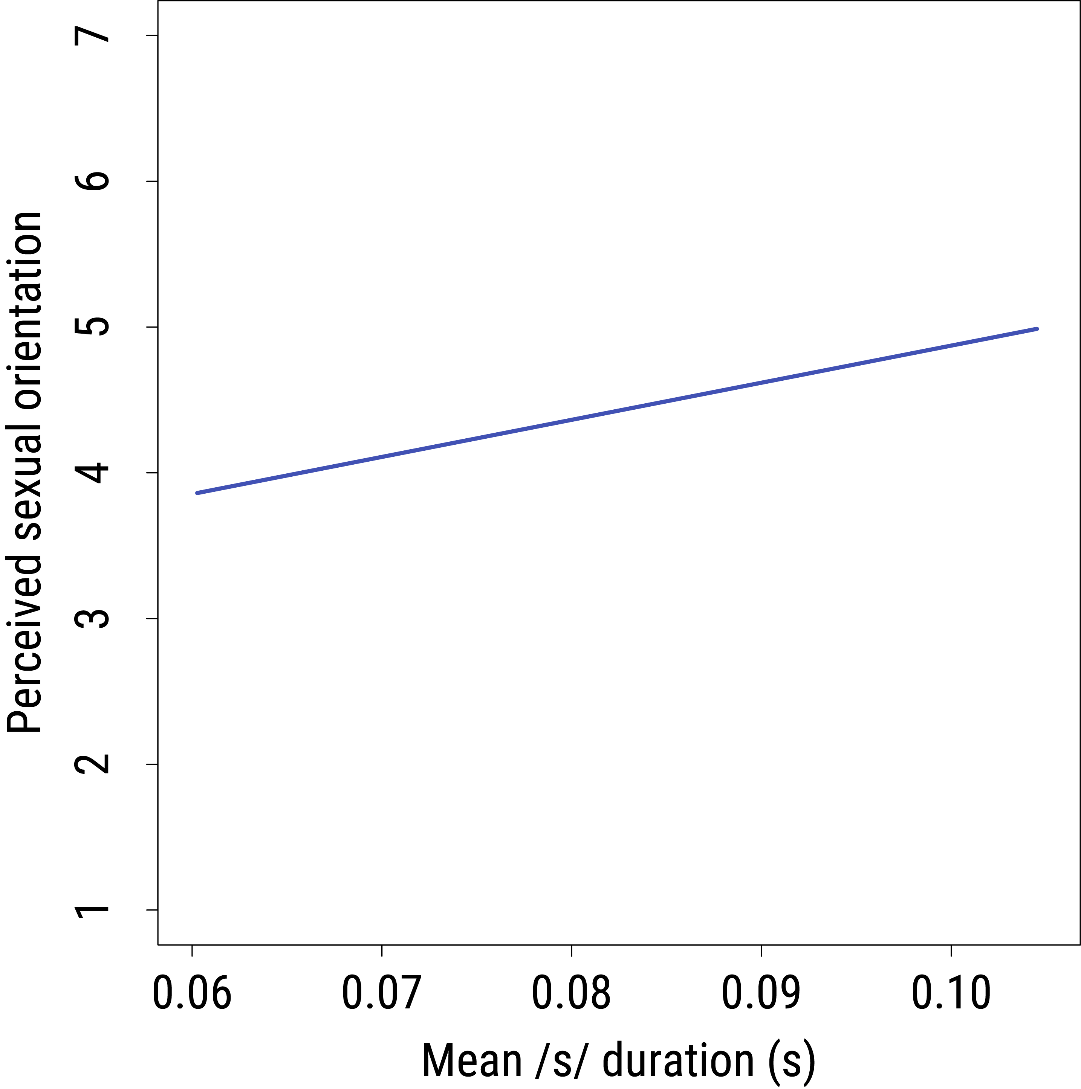 Perceived sexual orientation
7
6
5
4
3
2
1
0.06 0.07 0.08 0.09 0.10
Mean /s/ duration (s)